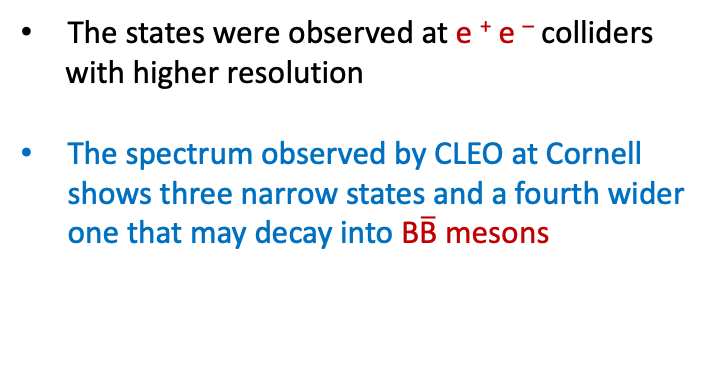 • The states were observed at e⁺e⁻ colliders
with higher resolution
• The spectrum observed by CLEO at Cornell
shows three narrow states and a fourth wider
one that may decay into BB̅ mesons